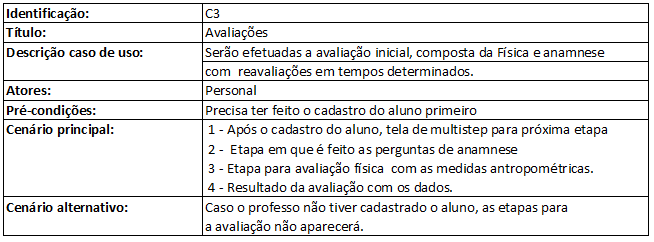 Identificação: C3
Título: Avaliações
Descrição caso de uso: Serão efetuadas a avaliação inicial, composta da Física e anamnese
com reavaliações em tempos determinados.
Atores: Personal
Pré-condições: Precisa ter feito o cadastro do aluno primeiro
Cenário principal: 1 - Após o cadastro do aluno, tela de multistep para próxima etapa
2 - Etapa em que é feito as perguntas de anamnese
3 - Etapa para avaliação física com as medidas antropométricas.
4 - Resultado da avaliação com os dados.
Cenário alternativo: Caso o professo não tiver cadastrado o aluno, as etapas para
a avaliação não aparecerá.